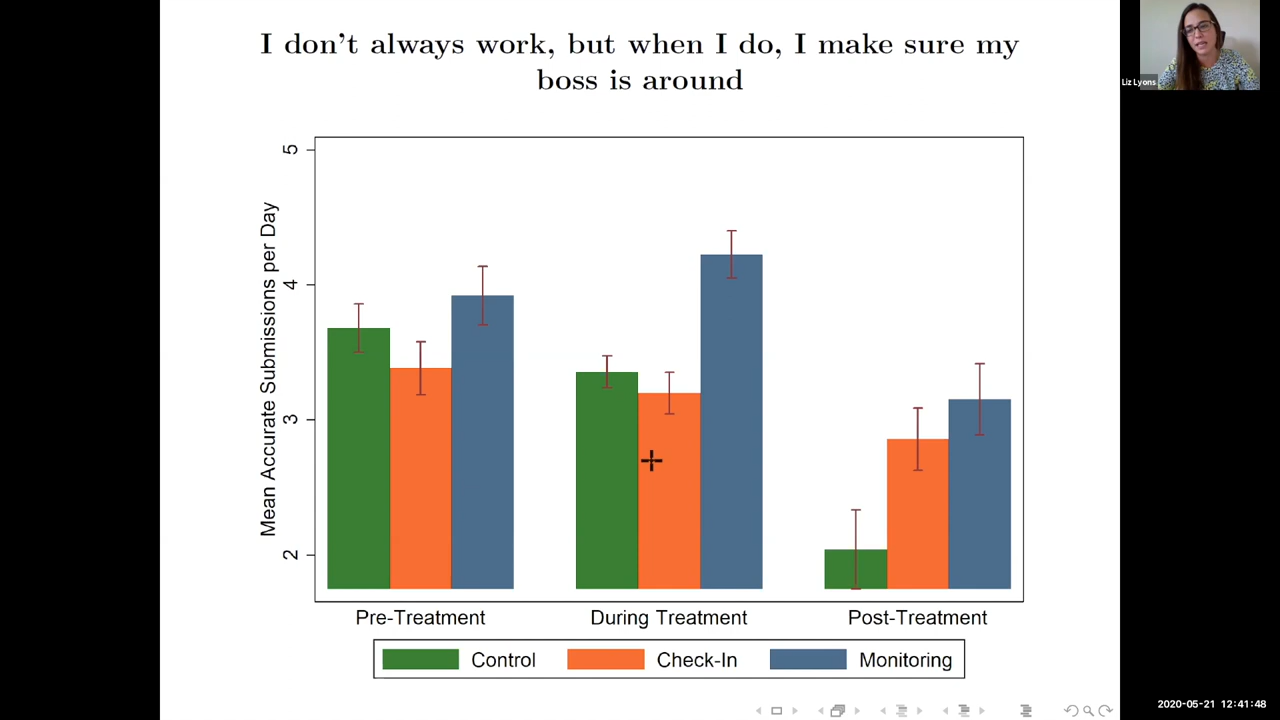 I don't always work, but when I do, I make sure my
boss is around
Liz Lyons
Mean Accurate Submissions per Day
5
4
3
2
Pre-Treatment
During Treatment
Post-Treatment
Control
Check-In
Monitoring
2020-05-21 12:41:48